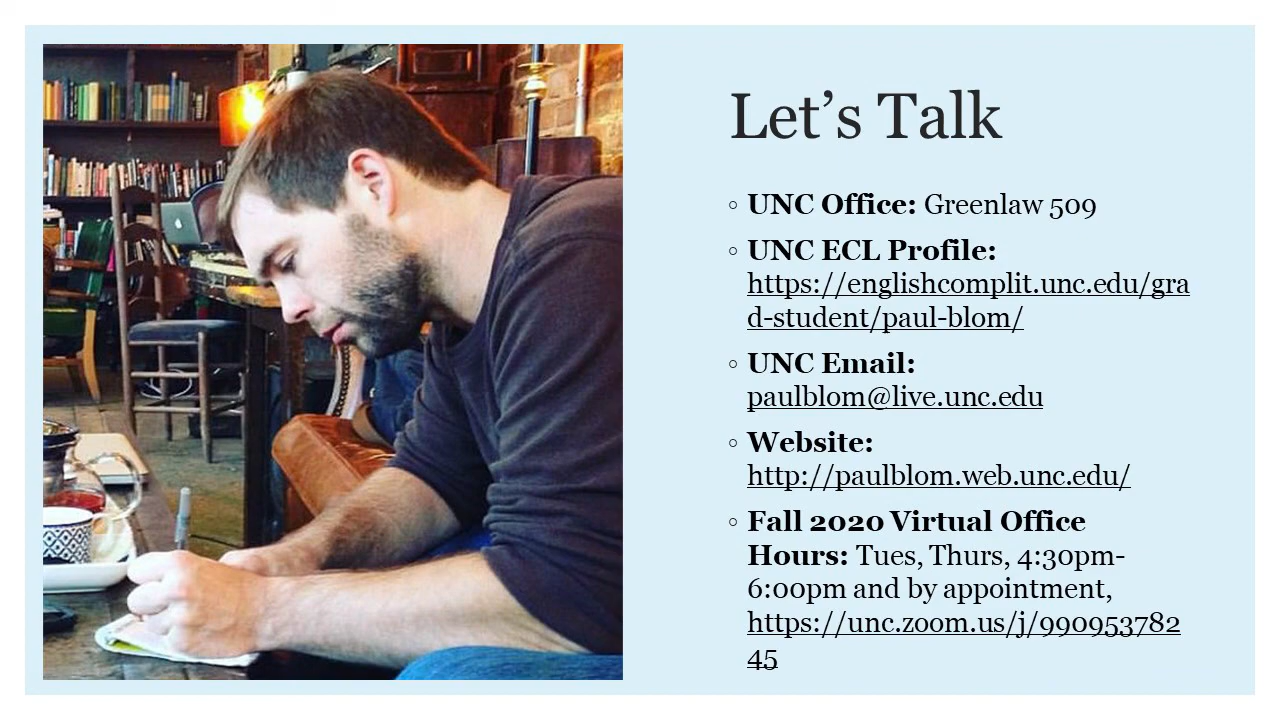 Let’s Talk
◦ UNC Office: Greenlaw 509
◦ UNC ECL Profile:
https://englishcomplit.unc.edu/gra
d-student/paul-blom/
◦ UNC Email:
paulblom@live.unc.edu
◦ Website:
http://paulblom.web.unc.edu/
◦ Fall 2020 Virtual Office
Hours: Tues, Thurs, 4:30pm-
6:00pm and by appointment,
https://unc.zoom.us/j/990953782
45